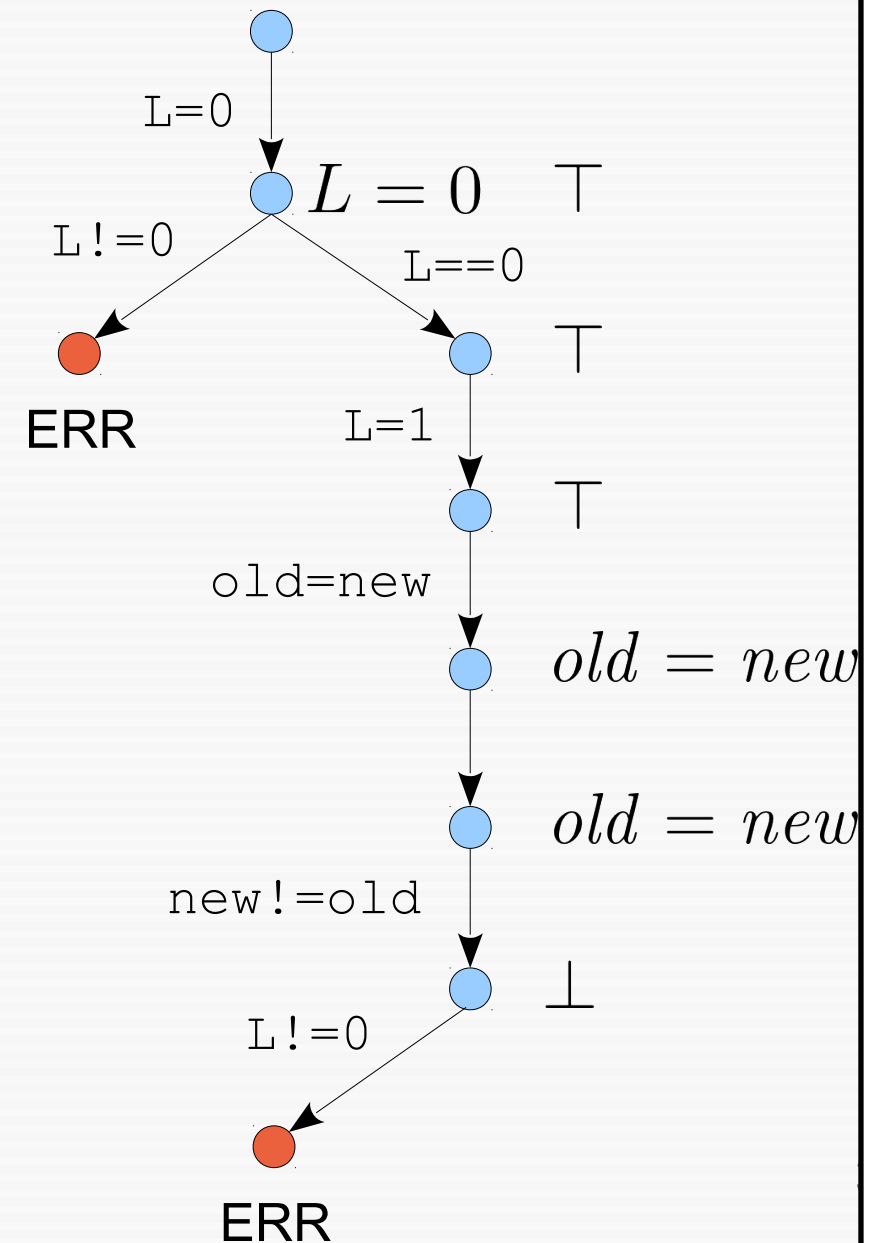 L=0
L = 0 ⊤
L!=0
L==0
⊤
ERR
L=1
⊤
old=new
old = new
old = new
new!=old
⊥
L!=0
ERR